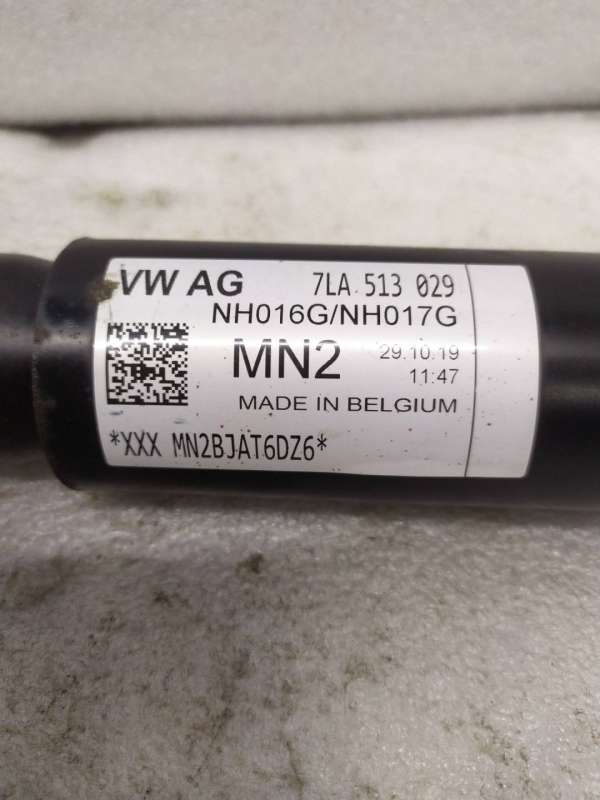 VW AG 7LA 513 029
NH016G/NH017G
MN2 29.10.19
11:47
MADE IN BELGIUM
*XXX MN2BJAT6DZ6*